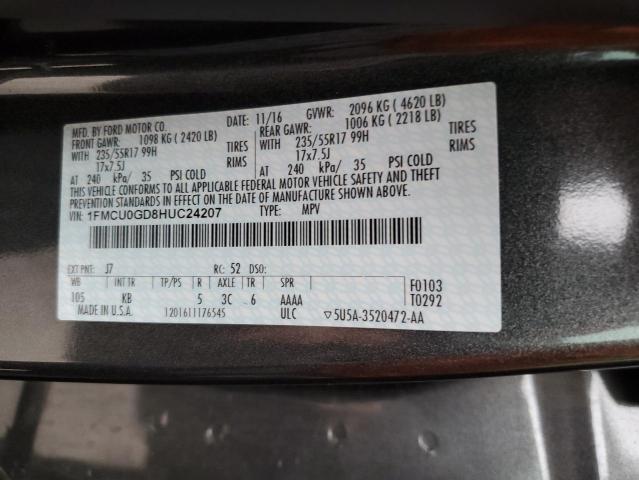 MFD. BY FORD MOTOR CO. DATE: 11/16 GVWR: 2096 KG ( 4620 LB)
FRONT GAWR: 1098 KG ( 2420 LB) REAR GAWR: 1006 KG ( 2218 LB)
WITH 235/55R17 99H TIRES WITH 235/55R17 99H TIRES
17x7.5J RIMS 17x7.5J RIMS
AT 240 kPa/ 35 PSI COLD AT 240 kPa/ 35 PSI COLD
THIS VEHICLE CONFORMS TO ALL APPLICABLE FEDERAL MOTOR VEHICLE SAFETY AND THEFT
PREVENTION STANDARDS IN EFFECT ON THE DATE OF MANUFACTURE SHOWN ABOVE.
VIN: 1FMCU0GD8HUC24207 TYPE: MPV
EXT PNT: J7 RC: 52 DSO:
WB INT TR TP/PS R AXLE TR SPR F0103
105 KB 5 3C 6 AAAA T0292
MADE IN U.S.A. 1201611176545 ULC ▽5U5A-3520472-AA